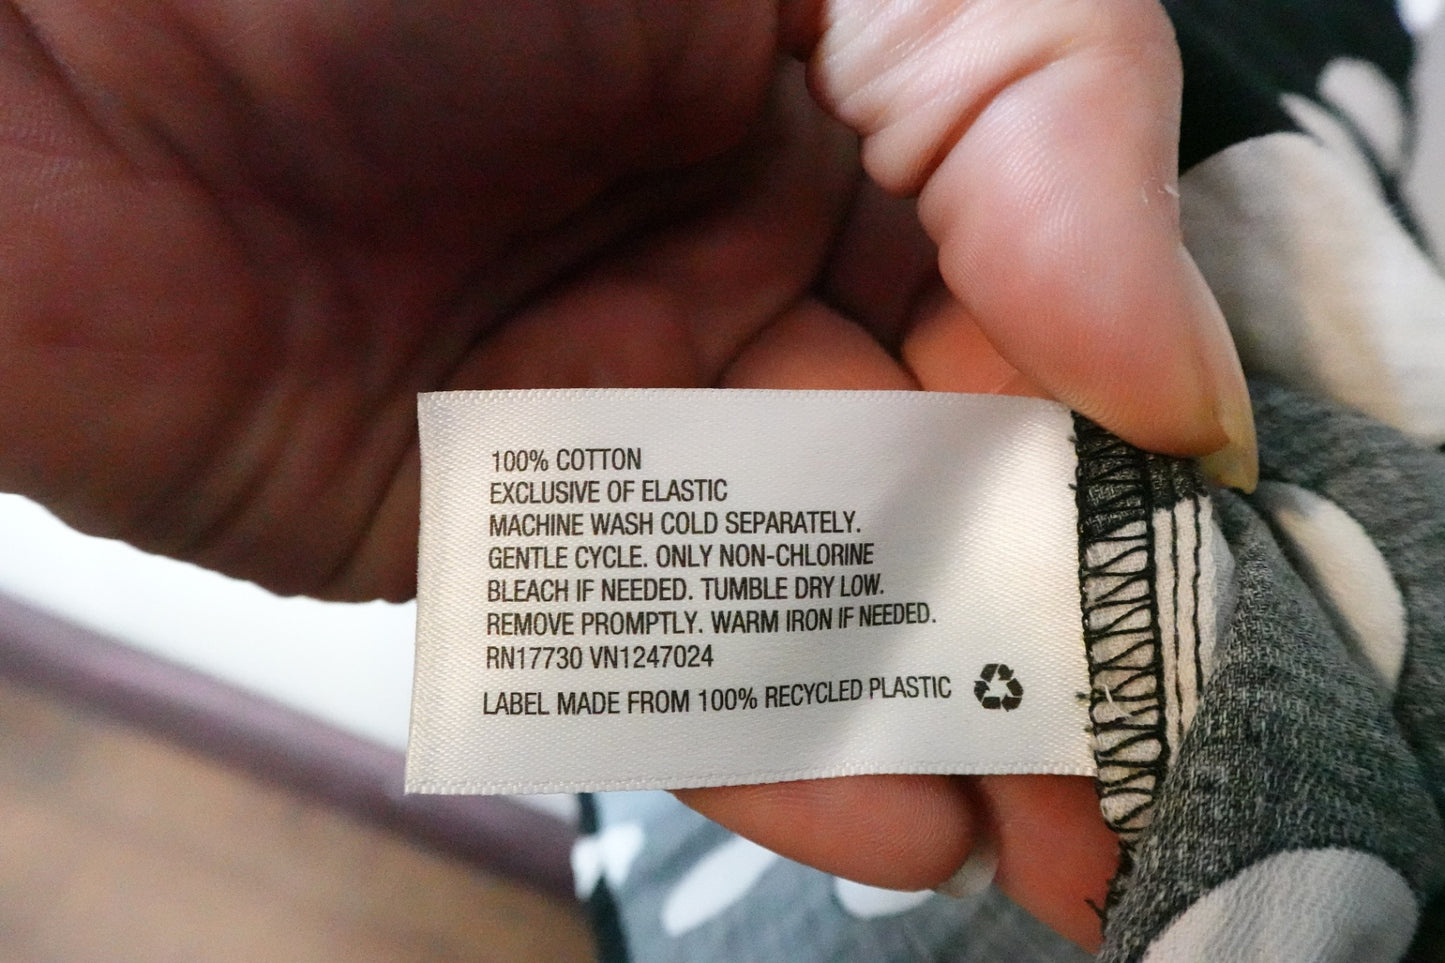 100% COTTON
EXCLUSIVE OF ELASTIC
MACHINE WASH COLD SEPARATELY.
GENTLE CYCLE. ONLY NON-CHLORINE
BLEACH IF NEEDED. TUMBLE DRY LOW.
REMOVE PROMPTLY. WARM IRON IF NEEDED.
RN17730 VN1247024
LABEL MADE FROM 100% RECYCLED PLASTIC